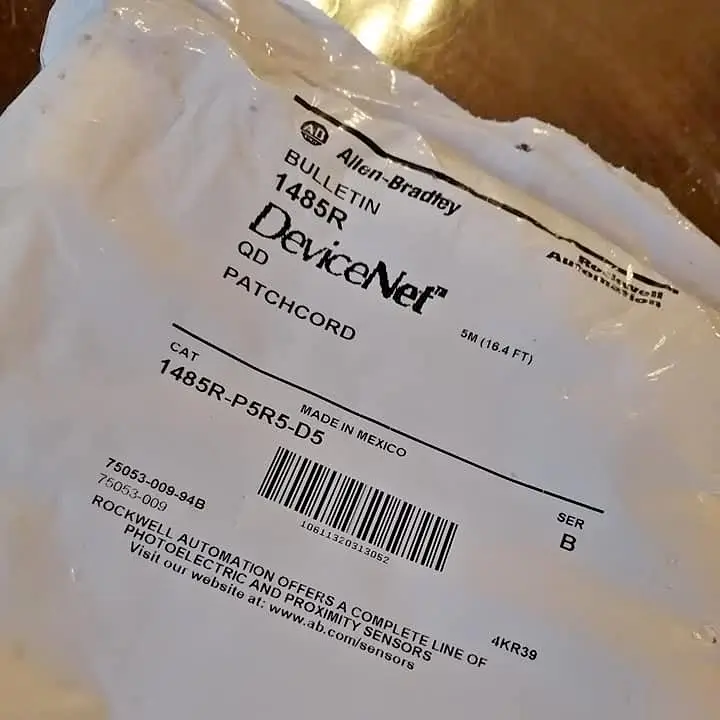 AB Allen-Bradley
BULLETIN
1485R
DeviceNet™
QD
PATCHCORD
Rockwell
Automation
5M (16.4 FT)
CAT
1485R-P5R5-D5
MADE IN MEXICO
75053-009-94B
75053-009
10611320313052
SER
B
ROCKWELL AUTOMATION OFFERS A COMPLETE LINE OF
PHOTOELECTRIC AND PROXIMITY SENSORS
Visit our website at: www.ab.com/sensors
4KR39